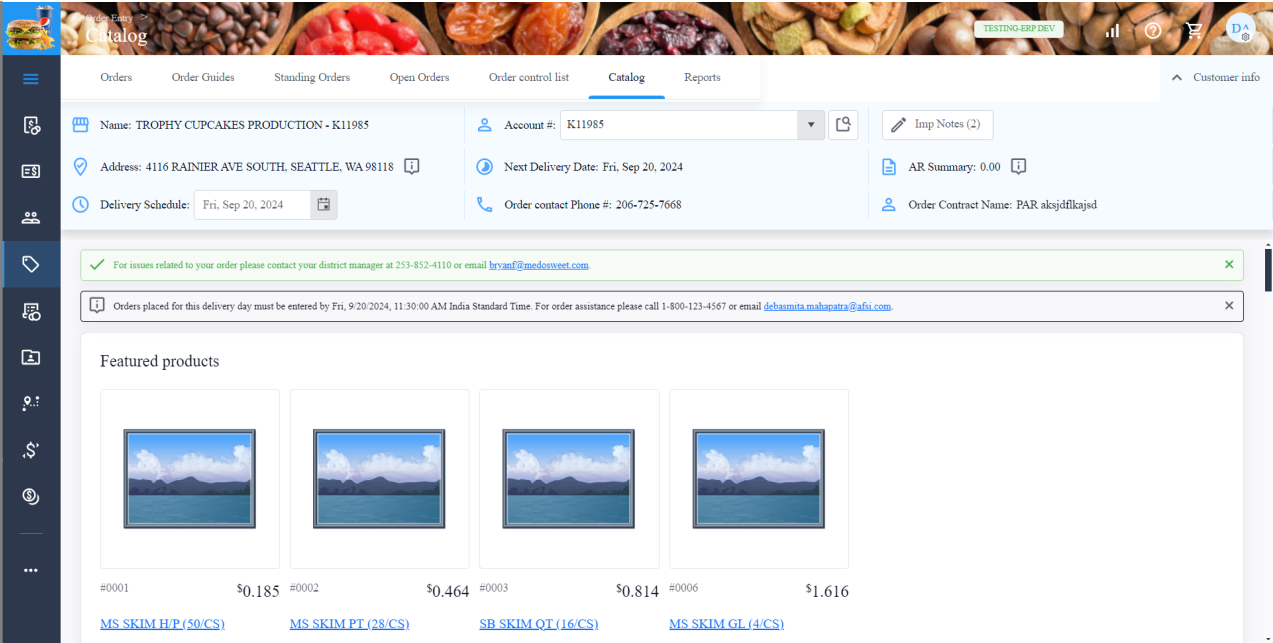 Order Entry >
Catalog
TESTING-ERP DEV
DA
Orders Order Guides Standing Orders Open Orders Order control list Catalog Reports Customer info
Name: TROPHY CUPCAKES PRODUCTION - K11985 Account #: K11985 Imp Notes (2)
Address: 4116 RAINIER AVE SOUTH, SEATTLE, WA 98118 Next Delivery Date: Fri, Sep 20, 2024 AR Summary: 0.00
Delivery Schedule: Fri, Sep 20, 2024 Order contact Phone #: 206-725-7668 Order Contract Name: PAR aksjdflkajsd
For issues related to your order please contact your district manager at 253-852-4110 or email bryanf@medosweet.com.
Orders placed for this delivery day must be entered by Fri, 9/20/2024, 11:30:00 AM India Standard Time. For order assistance please call 1-800-123-4567 or email debasmita.mahapatra@afsi.com.
Featured products
#0001 $0.185 #0002 $0.464 #0003 $0.814 #0006 $1.616
MS SKIM H/P (50/CS) MS SKIM PT (28/CS) SB SKIM QT (16/CS) MS SKIM GL (4/CS)